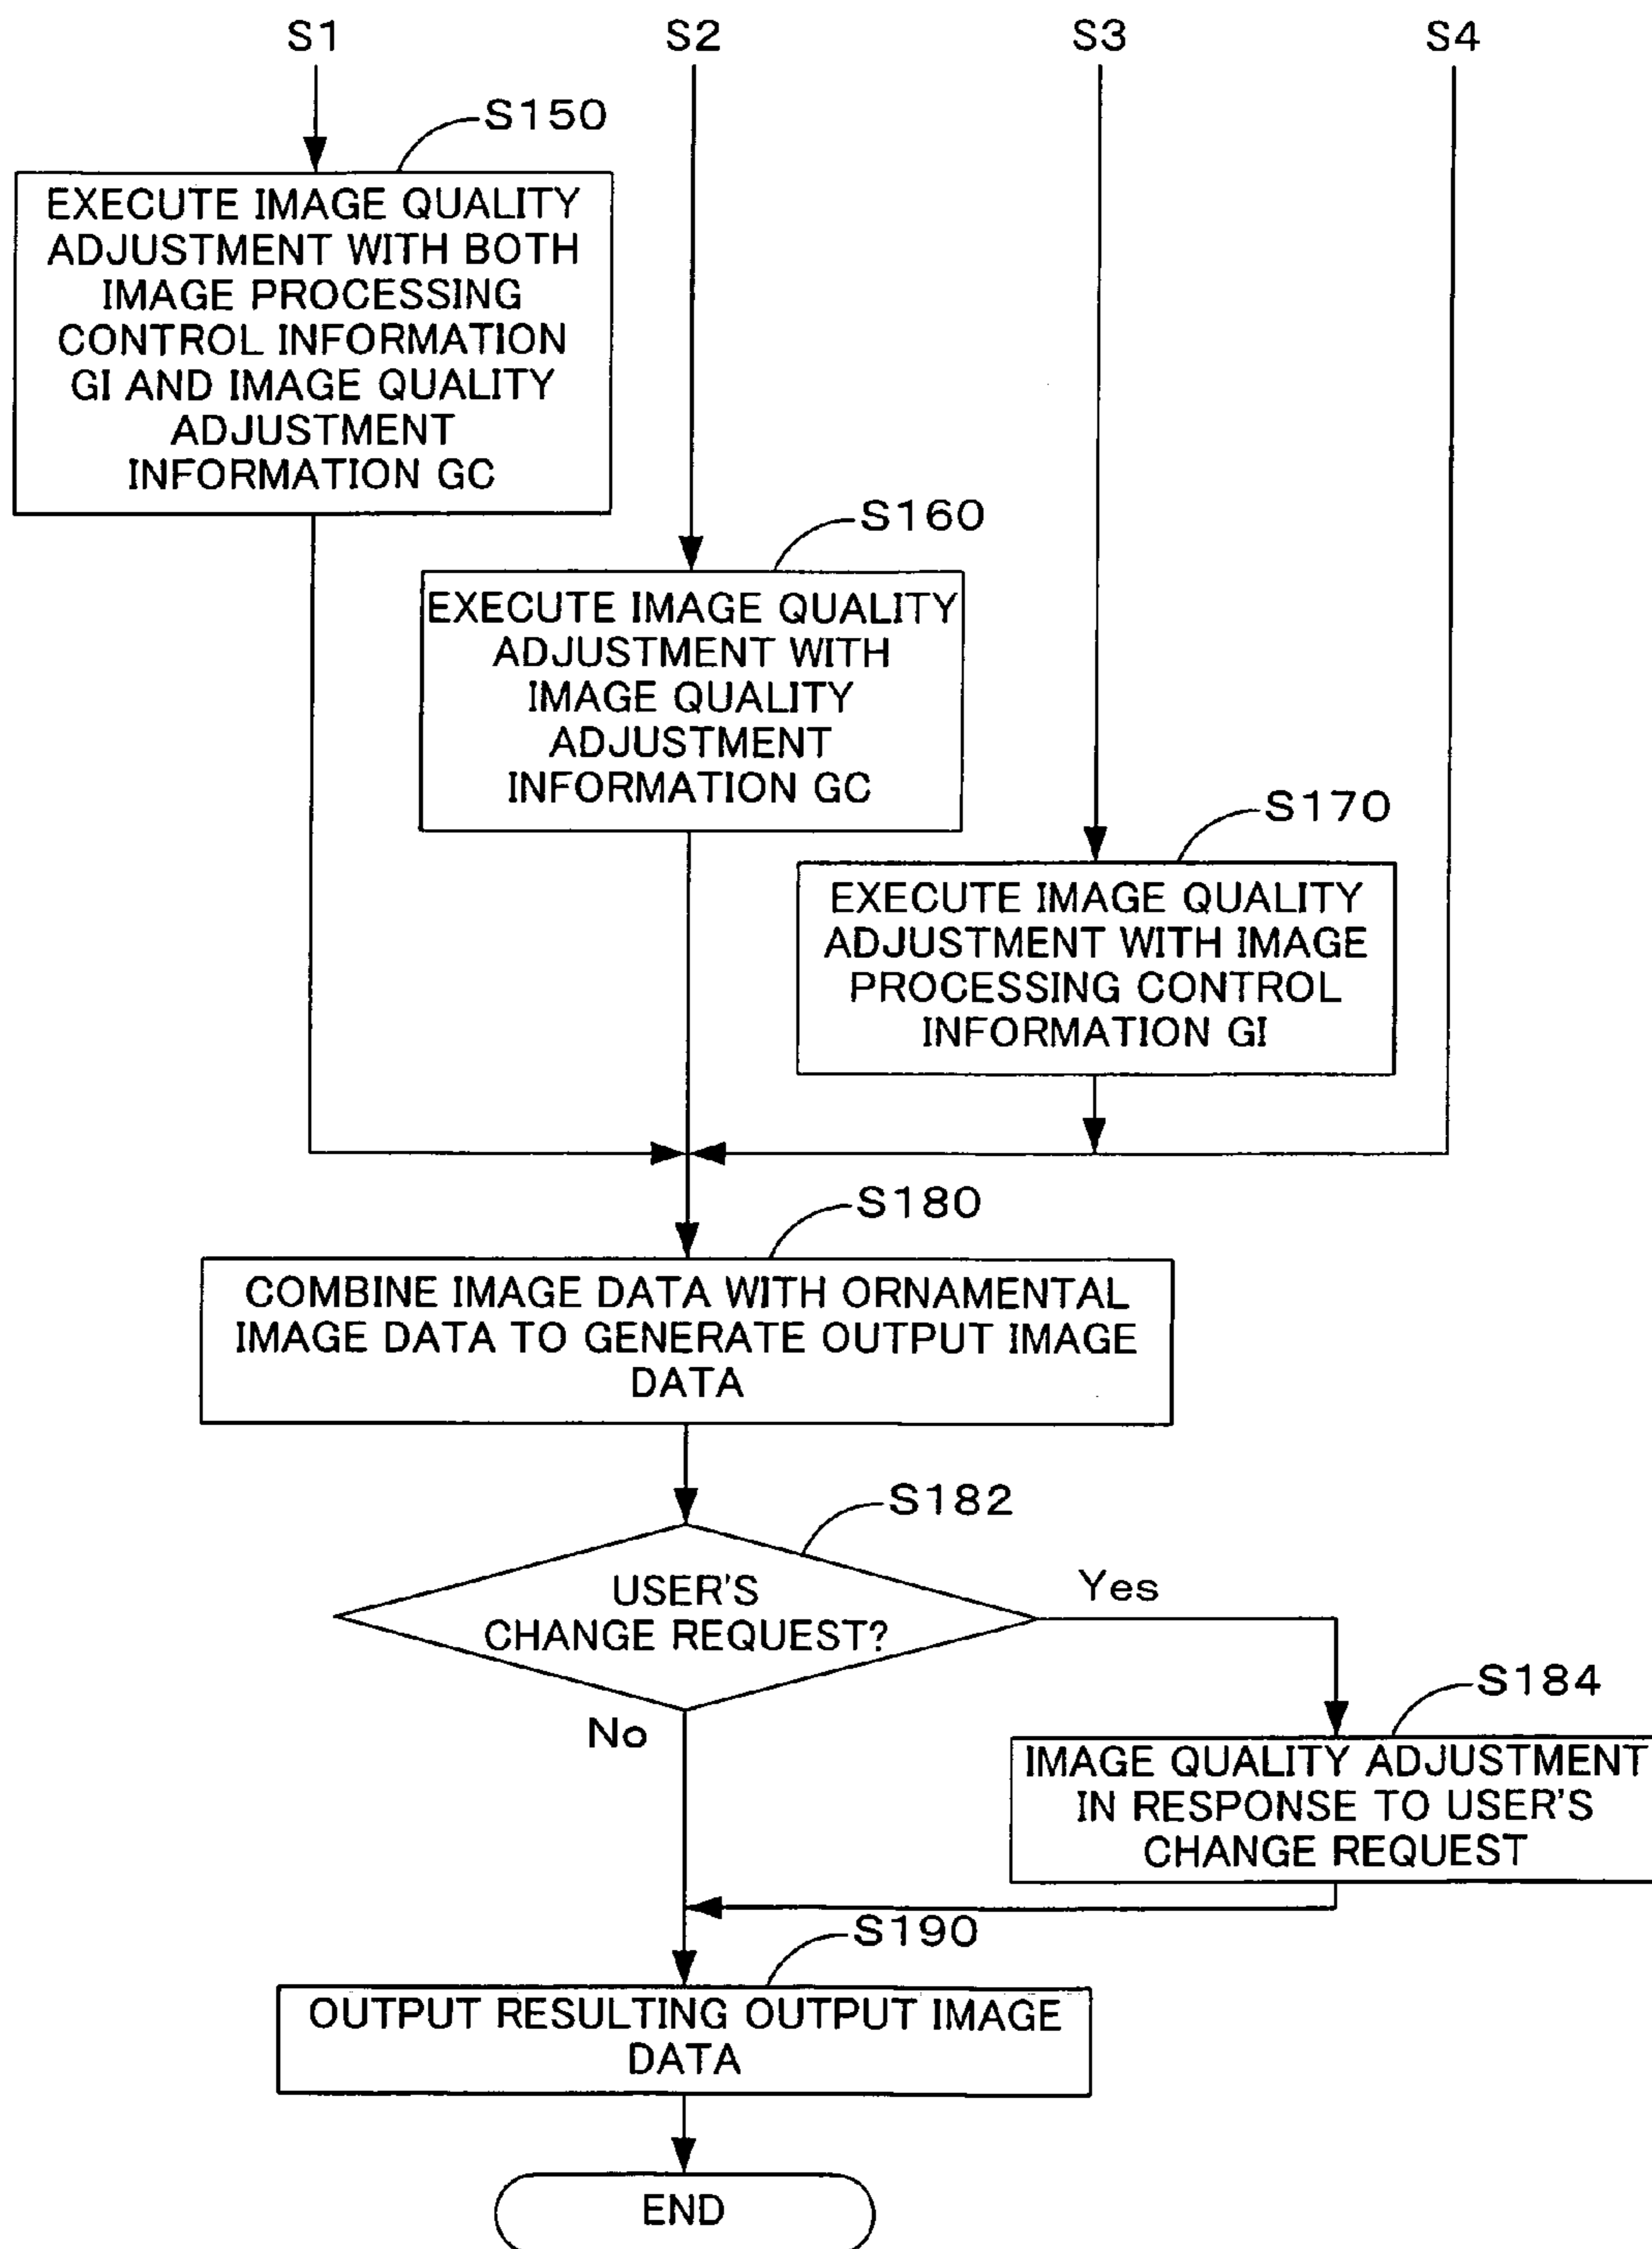 S1
S2
S3
S4
S150
EXECUTE IMAGE QUALITY
ADJUSTMENT WITH BOTH
IMAGE PROCESSING
CONTROL INFORMATION
GI AND IMAGE QUALITY
ADJUSTMENT
INFORMATION GC
S160
EXECUTE IMAGE QUALITY
ADJUSTMENT WITH
IMAGE QUALITY
ADJUSTMENT
INFORMATION GC
S170
EXECUTE IMAGE QUALITY
ADJUSTMENT WITH IMAGE
PROCESSING CONTROL
INFORMATION GI
S180
COMBINE IMAGE DATA WITH ORNAMENTAL
IMAGE DATA TO GENERATE OUTPUT IMAGE
DATA
S182
USER'S
CHANGE REQUEST?
Yes
No
S184
IMAGE QUALITY ADJUSTMENT
IN RESPONSE TO USER'S
CHANGE REQUEST
S190
OUTPUT RESULTING OUTPUT IMAGE
DATA
END